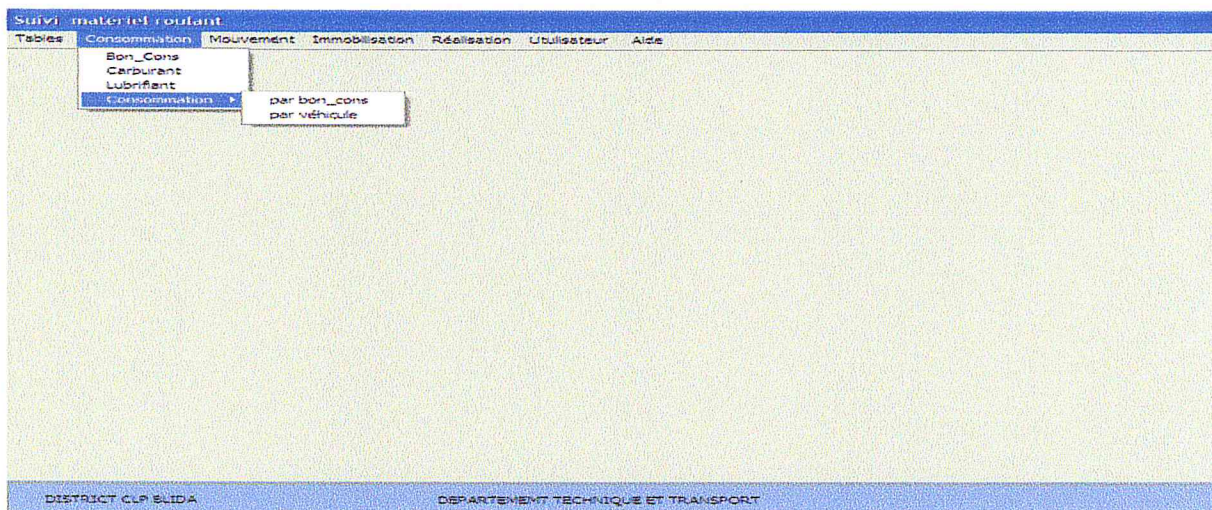 Suivi materiel roulant
Tables Consommation Mouvement Immobilisation Réalisation Utulisateur Aide
Bon_Cons
Carburant
Lubrifiant
Consommation
par bon_cons
par véhicule
DISTRICT CLP BLIDA DEPARTEMEMT TECHNIQUE ET TRANSPORT